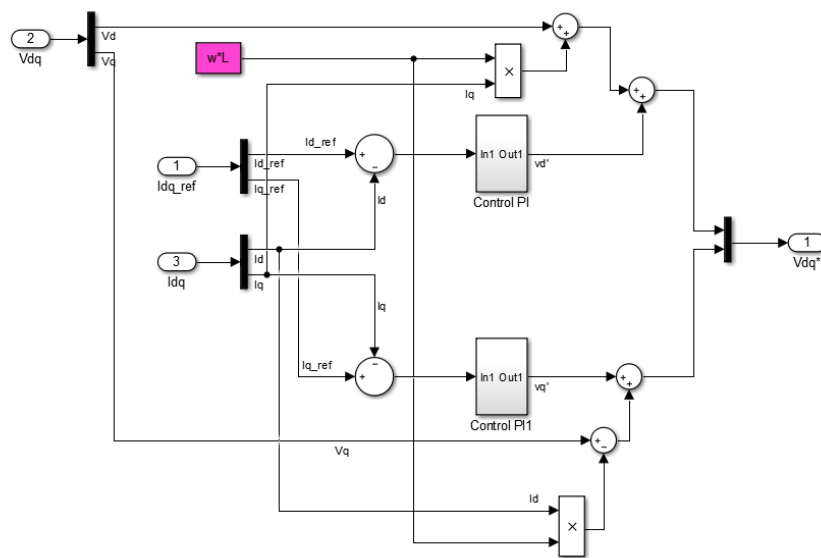 2
Vdq
Vd
Vq
w*L
+
+
×
Iq
+
+
1
Idq_ref
Id_ref
Iq_ref
Id_ref
+
−
Id
In1 Out1
Control PI
vd'
3
Idq
Id
Iq
Iq
1
Vdq*
Iq_ref
−
+
In1 Out1
Control PI1
vq'
+
+
Vq
+
−
Id
×